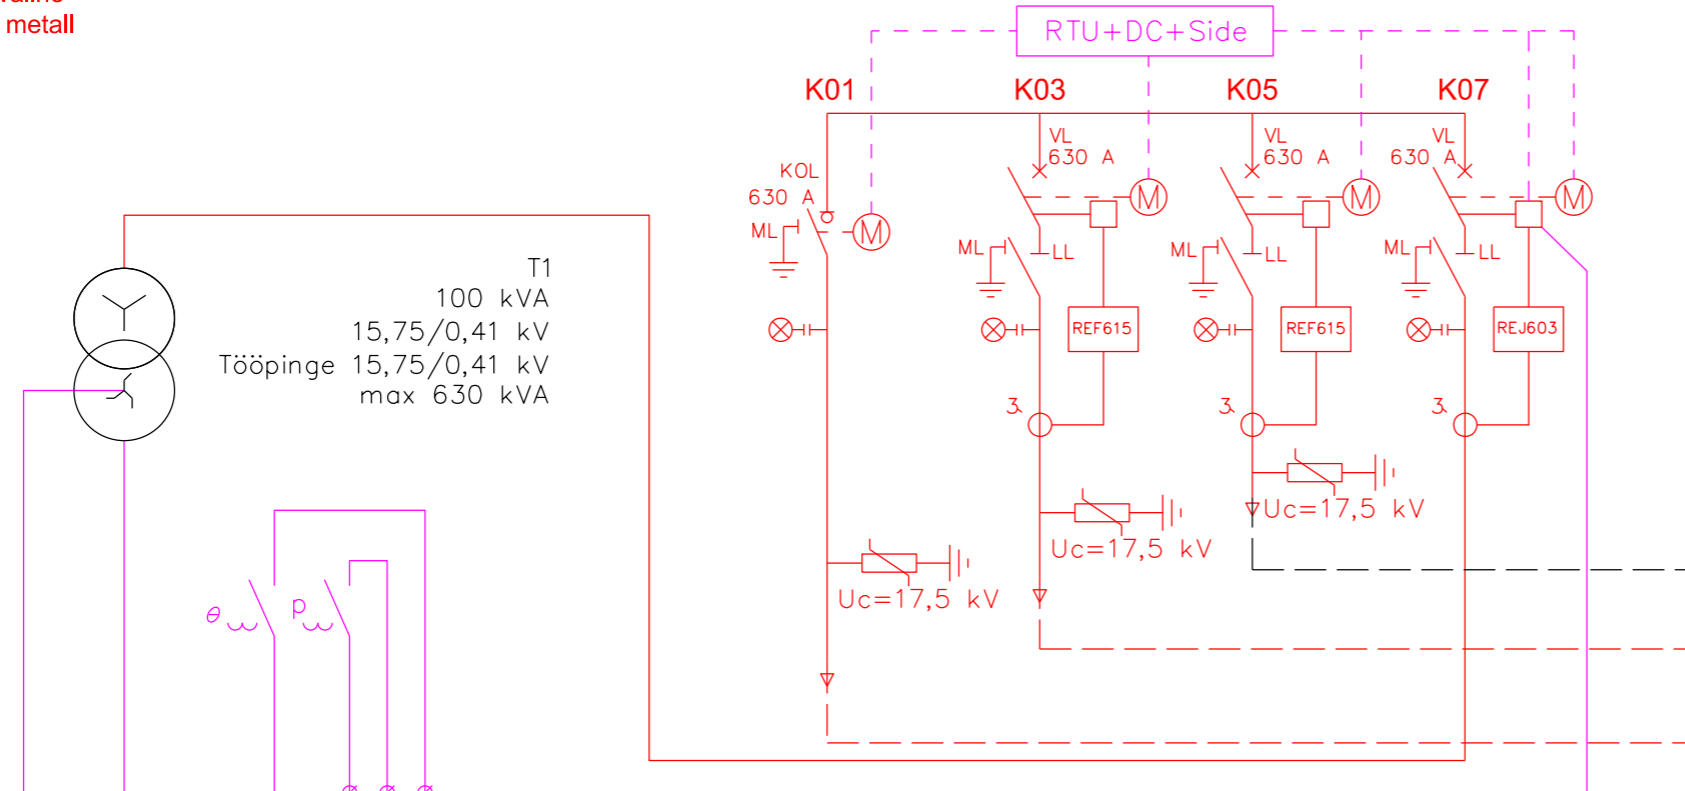 metall
RTU+DC+Side
K01
K03
K05
K07
VL
630 A
VL
630 A
VL
630 A
KOL
630 A
ML
M
M
M
M
ML
LL
ML
LL
ML
LL
T1
100 kVA
15,75/0,41 kV
Tööpinge 15,75/0,41 kV
max 630 kVA
REF615
REF615
REJ603
3
3
3
Uc=17,5 kV
Uc=17,5 kV
Uc=17,5 kV
θ
p